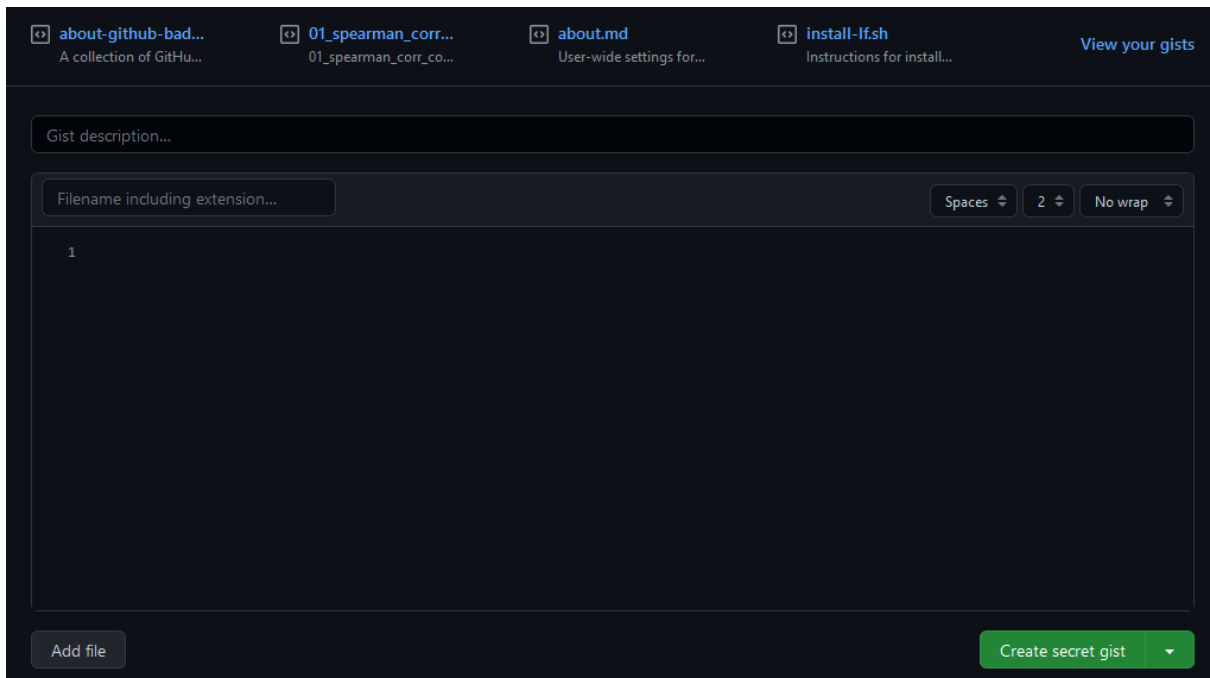 about-github-bad...
A collection of GitHu...
01_spearman_corr...
01_spearman_corr_co...
about.md
User-wide settings for...
install-lf.sh
Instructions for install...
View your gists
Gist description...
Filename including extension...
Spaces
2
No wrap
1
Add file
Create secret gist